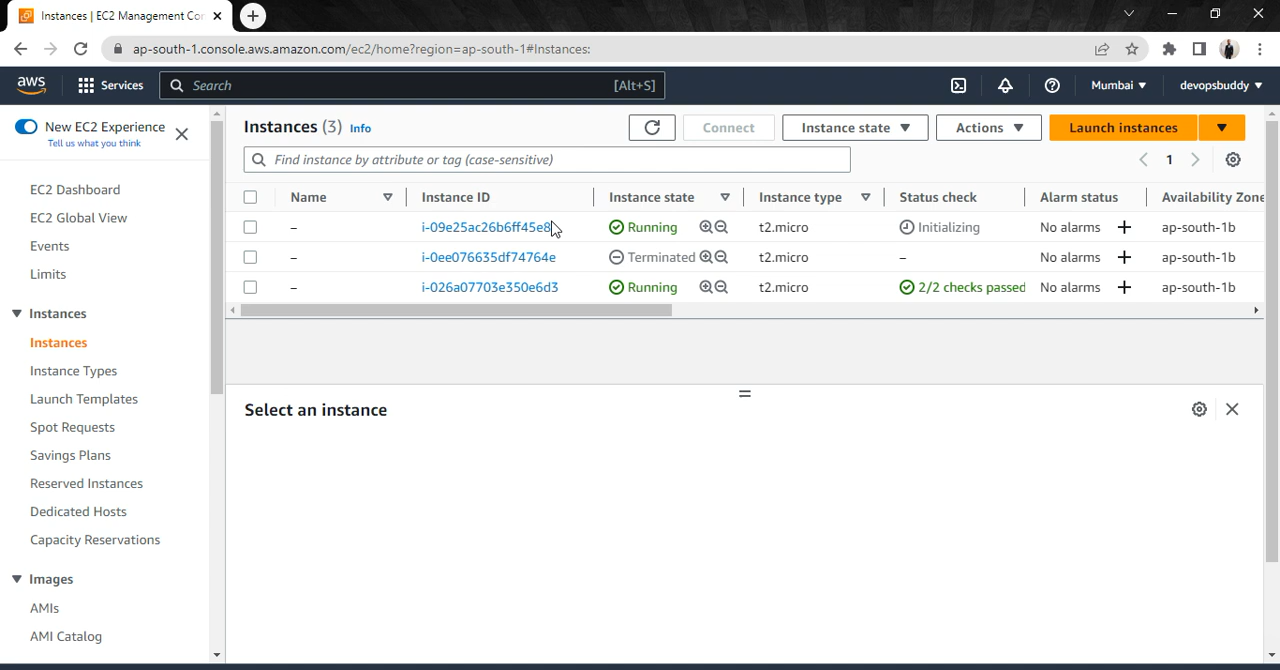 Instances | EC2 Management Cor
ap-south-1.console.aws.amazon.com/ec2/home?region=ap-south-1#Instances:
aws Services Search [Alt+S] Mumbai devopsbuddy
New EC2 Experience
Tell us what you think
EC2 Dashboard
EC2 Global View
Events
Limits
Instances
Instances
Instance Types
Launch Templates
Spot Requests
Savings Plans
Reserved Instances
Dedicated Hosts
Capacity Reservations
Images
AMIs
AMI Catalog
Instances (3) Info Connect Instance state Actions Launch instances
Find instance by attribute or tag (case-sensitive) 1
Name Instance ID Instance state Instance type Status check Alarm status Availability Zone
– i-09e25ac26b6ff45e8 Running t2.micro Initializing No alarms + ap-south-1b
– i-0ee076635df74764e Terminated t2.micro – No alarms + ap-south-1b
– i-026a07703e350e6d3 Running t2.micro 2/2 checks passed No alarms + ap-south-1b
Select an instance